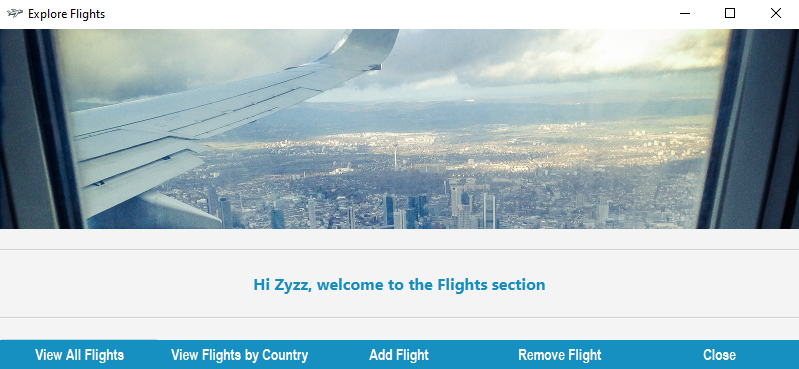 Explore Flights
Hi Zyzz, welcome to the Flights section
View All Flights View Flights by Country Add Flight Remove Flight Close